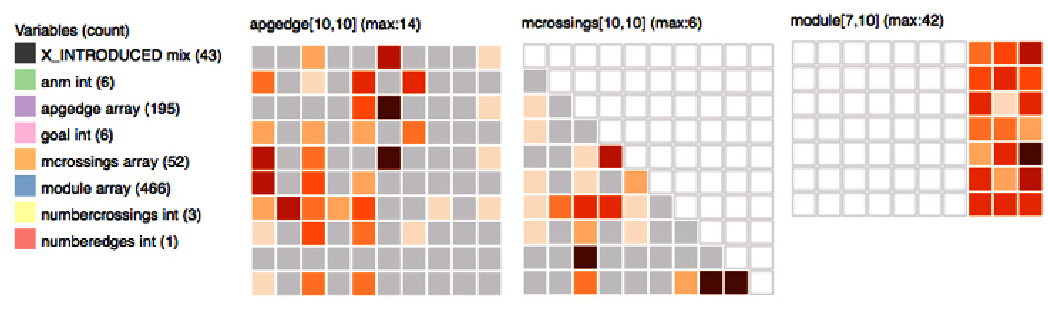 Variables (count)
X_INTRODUCED mix (43)
anm int (6)
apgedge array (195)
goal int (6)
mcrossings array (52)
module array (466)
numbercrossings int (3)
numberedges int (1)
apgedge[10,10] (max:14)
mcrossings[10,10] (max:6)
module[7,10] (max:42)